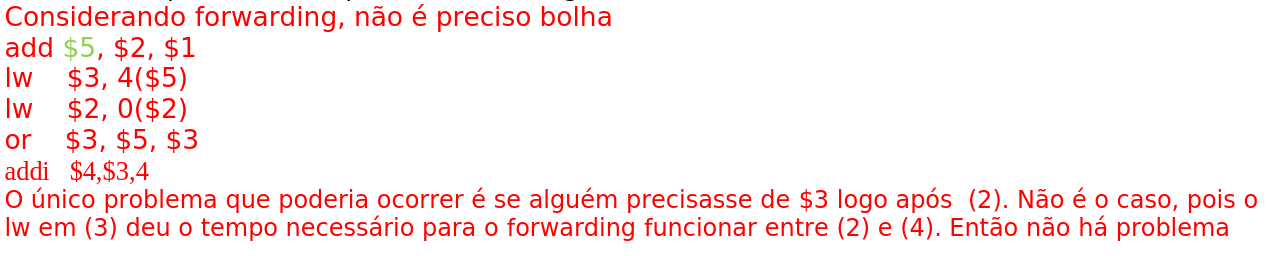 Considerando forwarding, não é preciso bolha
add $5, $2, $1
lw $3, 4($5)
lw $2, 0($2)
or $3, $5, $3
addi $4,$3,4
O único problema que poderia ocorrer é se alguém precisasse de $3 logo após (2). Não é o caso, pois o
lw em (3) deu o tempo necessário para o forwarding funcionar entre (2) e (4). Então não há problema